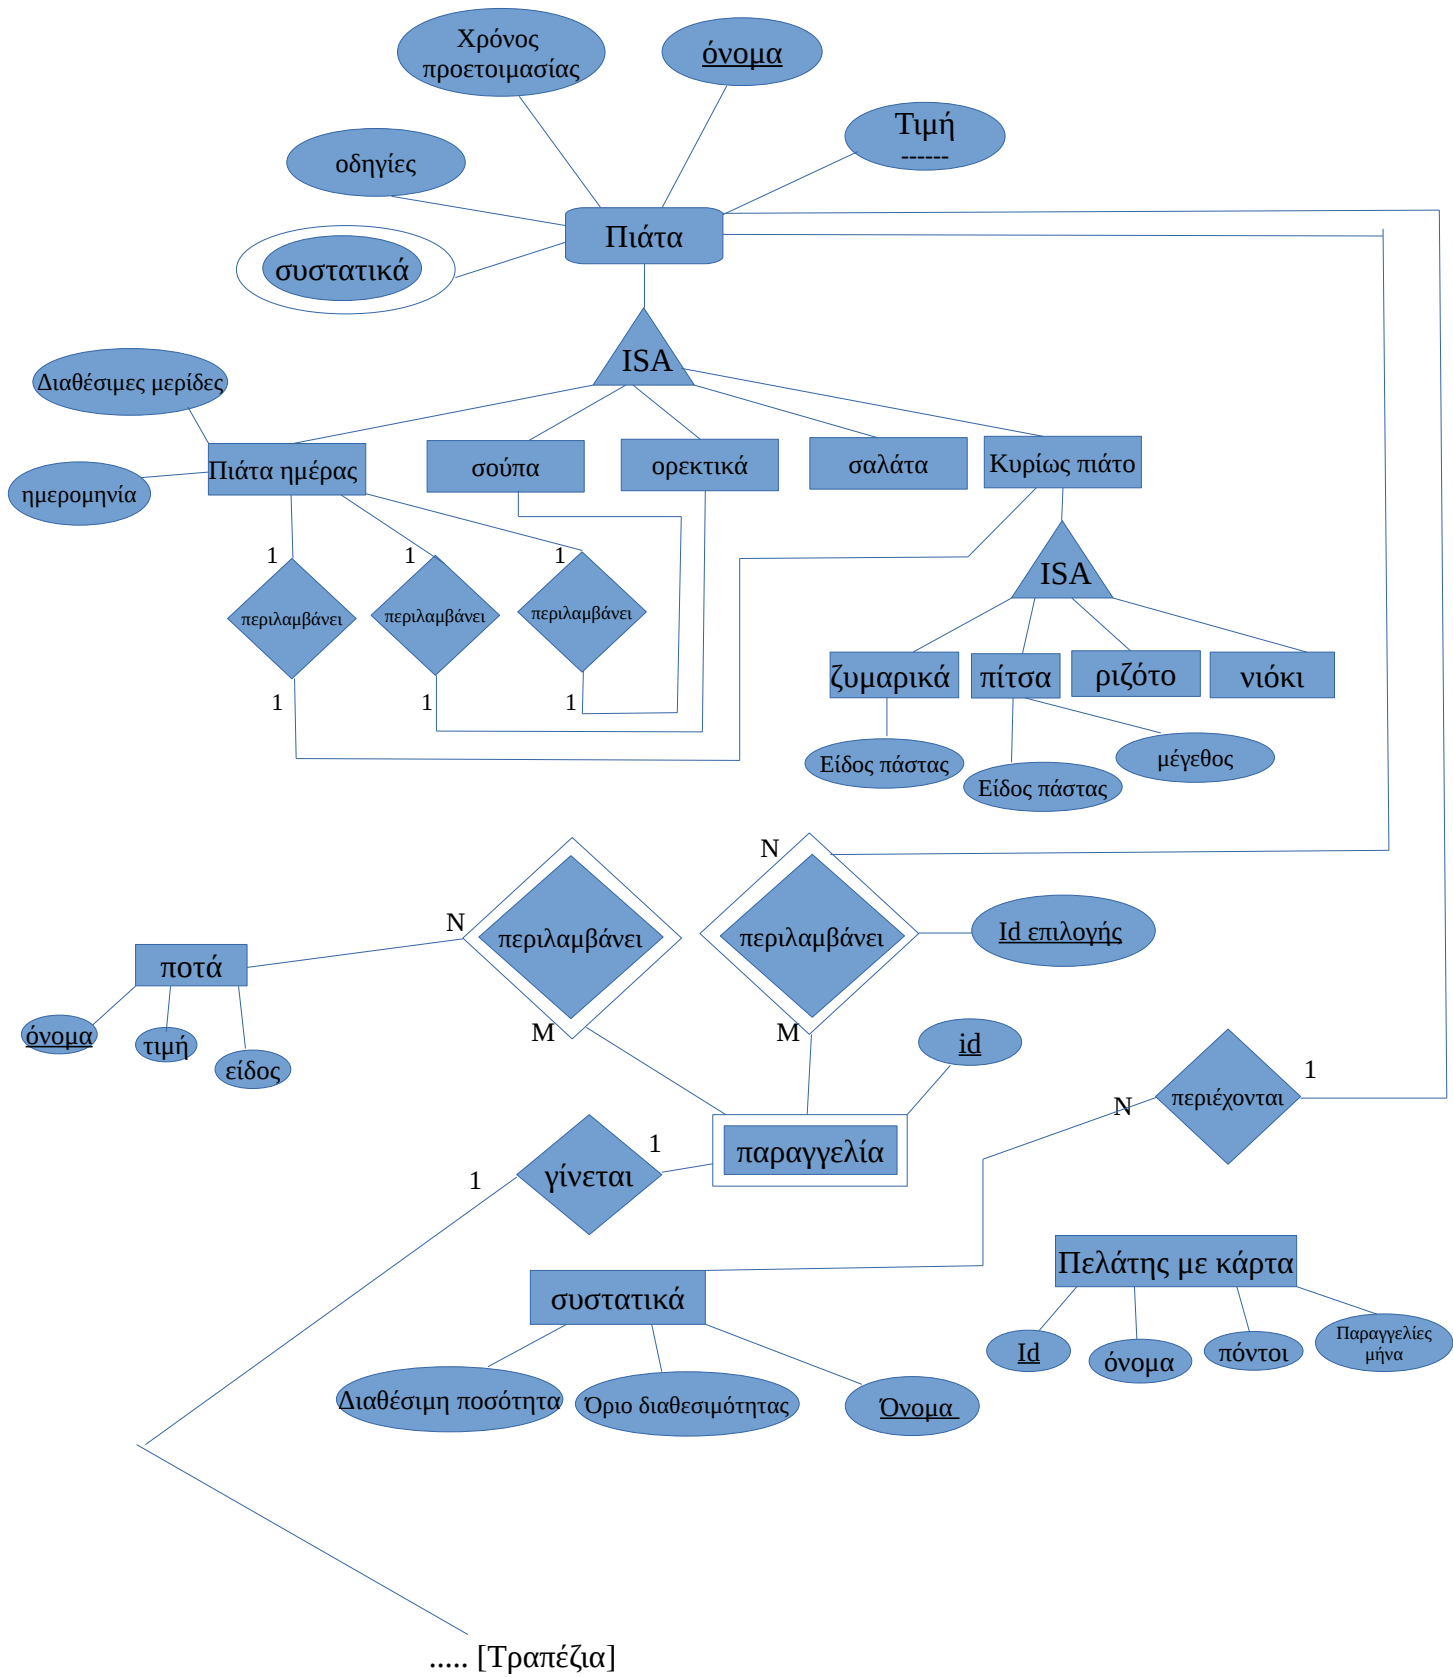 Χρόνος
προετοιμασίας
όνομα
Τιμή
------
οδηγίες
Πιάτα
συστατικά
ISA
Διαθέσιμες μερίδες
Πιάτα ημέρας
σούπα
ορεκτικά
σαλάτα
Κυρίως πιάτο
ημερομηνία
1
1
1
ISA
περιλαμβάνει
περιλαμβάνει
περιλαμβάνει
ζυμαρικά
πίτσα
ριζότο
νιόκι
1
1
1
Είδος πάστας
Είδος πάστας
μέγεθος
N
N
περιλαμβάνει
περιλαμβάνει
Id επιλογής
ποτά
M
M
όνομα
τιμή
είδος
id
1
περιέχονται
N
παραγγελία
1
γίνεται
1
Πελάτης με κάρτα
συστατικά
Id
όνομα
πόντοι
Παραγγελίες
μήνα
Διαθέσιμη ποσότητα
Όριο διαθεσιμότητας
Όνομα
..... [Τραπέζια]